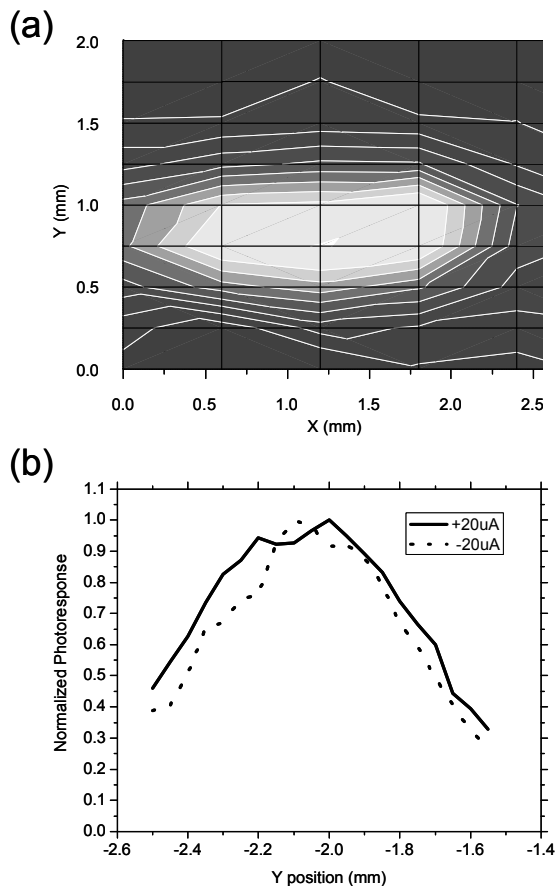 (a)
2.0
1.5
1.0
0.5
0.0
Y (mm)
0.0 0.5 1.0 1.5 2.0 2.5
X (mm)
(b)
1.1
1.0
0.9
0.8
0.7
0.6
0.5
0.4
0.3
0.2
0.1
0.0
Normalized Photoresponse
+20uA
-20uA
-2.6 -2.4 -2.2 -2.0 -1.8 -1.6 -1.4
Y position (mm)